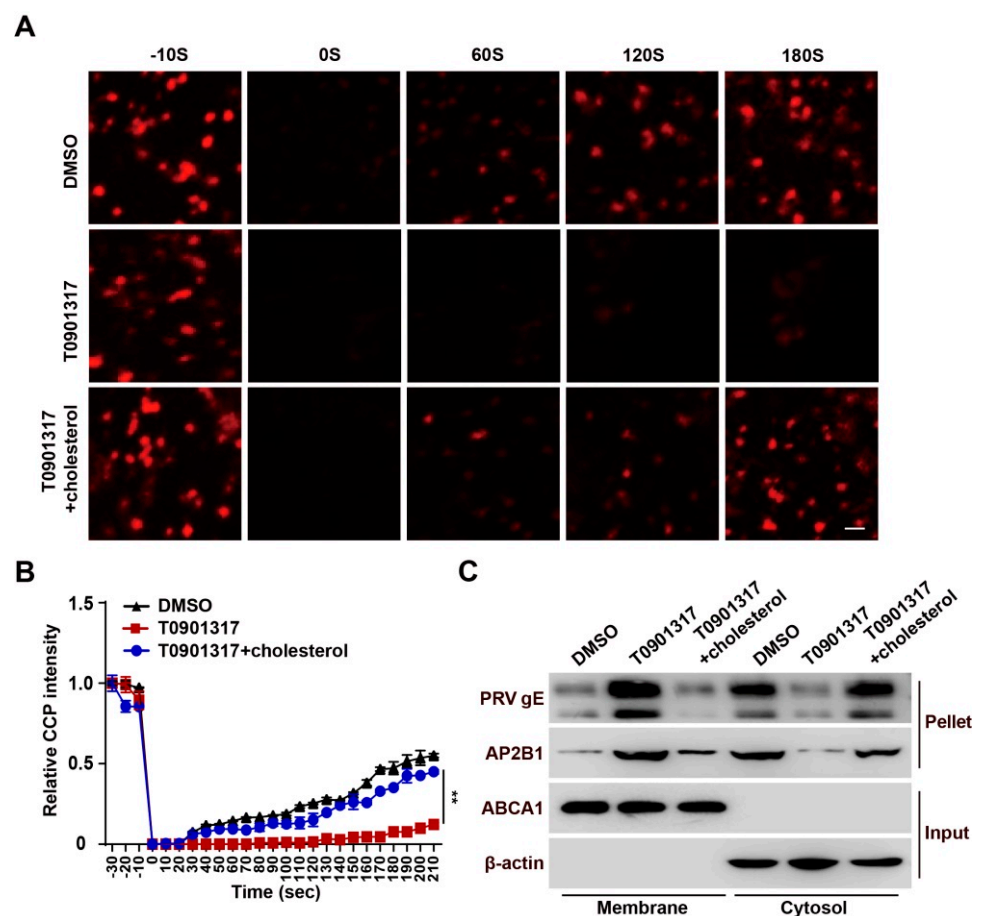 A
-10S 0S 60S 120S 180S
DMSO
T0901317
T0901317
+cholesterol
B
1.5
1.0
0.5
0
Relative CCP intensity
DMSO
T0901317
T0901317+cholesterol
**
-30 -20 -10 0 10 20 30 40 50 60 70 80 90 100 110 120 130 140 150 160 170 180 190 200 210
Time (sec)
C
DMSO T0901317 T0901317 +cholesterol DMSO T0901317 T0901317 +cholesterol
PRV gE
AP2B1
Pellet
ABCA1
β-actin
Input
Membrane Cytosol